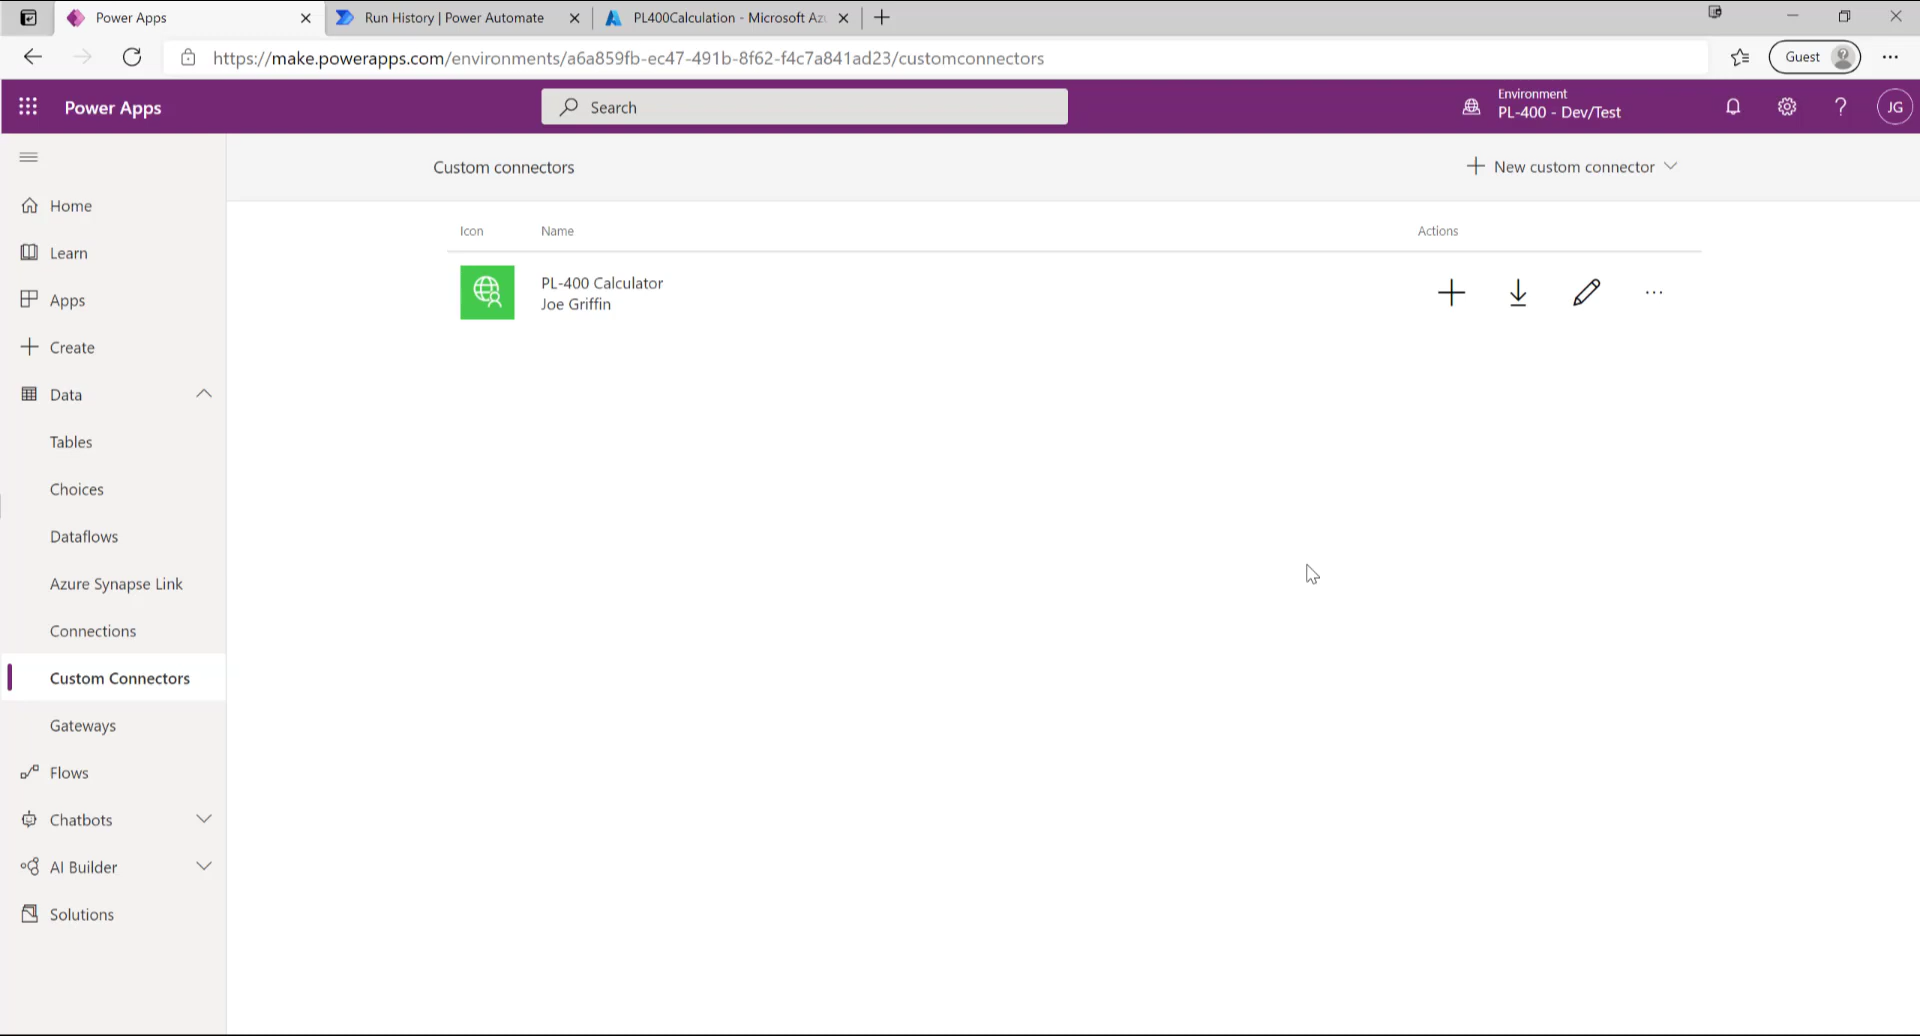 Power Apps
Run History | Power Automate
PL400Calculation - Microsoft Az
https://make.powerapps.com/environments/a6a859fb-ec47-491b-8f62-f4c7a841ad23/customconnectors
Guest
Power Apps
Search
Environment
PL-400 - Dev/Test
JG
Custom connectors
New custom connector
Home
Learn
Apps
Create
Data
Tables
Choices
Dataflows
Azure Synapse Link
Connections
Custom Connectors
Gateways
Flows
Chatbots
AI Builder
Solutions
Icon
Name
Actions
PL-400 Calculator
Joe Griffin